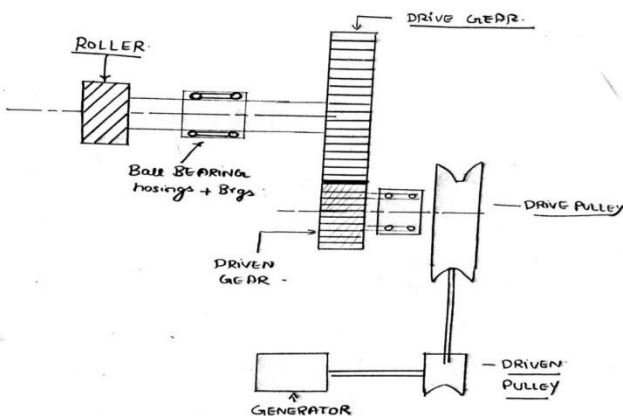 DRIVE GEAR.
ROLLER
Ball BEARING
hosings + Brgs.
DRIVE PULLEY
DRIVEN
GEAR.
DRIVEN
PULLEY
GENERATOR